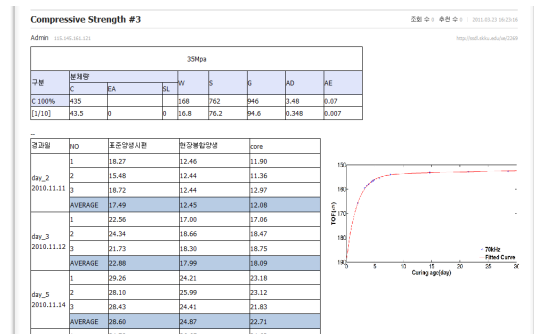 Compressive Strength #3
조회 수 0 추천 수 0 2011.03.23 16:23:16
Admin 115.145.161.121
35Mpa
구분 분체량 W S G AD AE
C EA SL
C 100% 435 168 762 946 3.48 0.07
[1/10] 43.5 0 0 16.8 76.2 94.6 0.348 0.007
경과일 NO 표준양생시편 현장봉합양생 core
day_2
2010.11.11
1 18.27 12.46 11.90
2 15.48 12.44 11.36
3 18.72 12.44 12.97
AVERAGE 17.49 12.45 12.08
day_3
2010.11.12
1 22.56 17.00 17.06
2 24.34 18.66 18.47
3 21.73 18.30 18.75
AVERAGE 22.88 17.99 18.09
day_5
2010.11.14
1 29.26 24.21 23.18
2 28.10 25.99 23.12
3 28.43 24.41 21.83
AVERAGE 28.60 24.87 22.71
150
160
170
180
190
0 5 10 15 20 25
Curing age(day)
70kHz
Fitted Curve